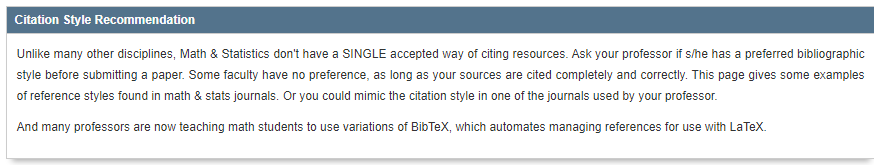 Citation Style Recommendation
Unlike many other disciplines, Math & Statistics don't have a SINGLE accepted way of citing resources. Ask your professor if s/he has a preferred bibliographic
style before submitting a paper. Some faculty have no preference, as long as your sources are cited completely and correctly. This page gives some examples
of reference styles found in math & stats journals. Or you could mimic the citation style in one of the journals used by your professor.
And many professors are now teaching math students to use variations of BibTeX, which automates managing references for use with LaTeX.